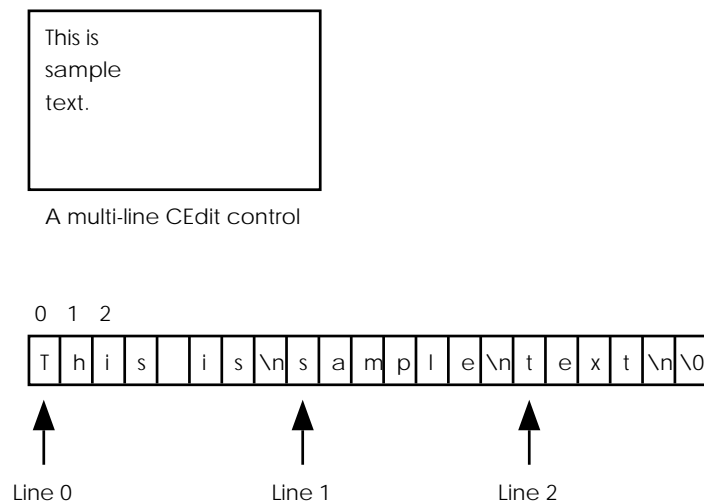 This is
sample
text.
A multi-line CEdit control
0 1 2
T h i s   i s \n s a m p l e \n t e x t \n \0
Line 0 Line 1 Line 2